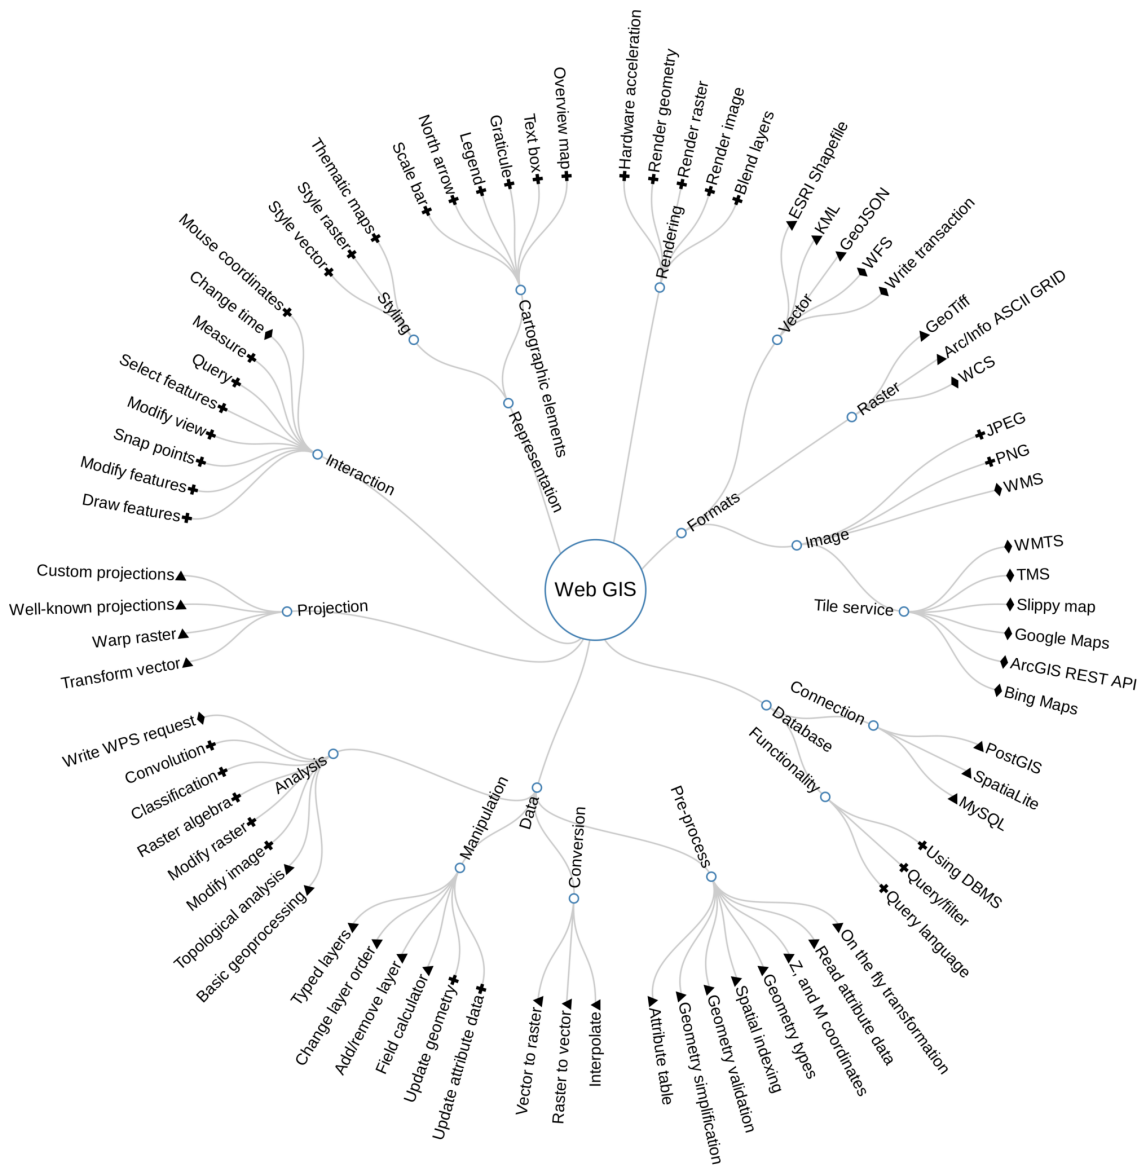 Web GIS
Representation
Cartographic elements
Scale bar
North arrow
Legend
Graticule
Text box
Overview map
Styling
Style vector
Style raster
Thematic maps
Rendering
Hardware acceleration
Render geometry
Render raster
Render image
Blend layers
Formats
Vector
ESRI Shapefile
KML
GeoJSON
WFS
Write transaction
Raster
GeoTiff
Arc/Info ASCII GRID
WCS
Image
JPEG
PNG
WMS
Tile service
WMTS
TMS
Slippy map
Google Maps
ArcGIS REST API
Bing Maps
Database
Connection
PostGIS
SpatiaLite
MySQL
Functionality
Using DBMS
Query/filter
Query language
Data
Pre-process
On the fly transformation
Read attribute data
Z, and M coordinates
Geometry types
Spatial indexing
Geometry validation
Geometry simplification
Attribute table
Conversion
Interpolate
Raster to vector
Vector to raster
Manipulation
Update attribute data
Update geometry
Field calculator
Add/remove layer
Change layer order
Typed layers
Analysis
Basic geoprocessing
Topological analysis
Modify image
Modify raster
Raster algebra
Classification
Convolution
Write WPS request
Projection
Transform vector
Warp raster
Well-known projections
Custom projections
Interaction
Draw features
Modify features
Snap points
Modify view
Select features
Query
Measure
Change time
Mouse coordinates